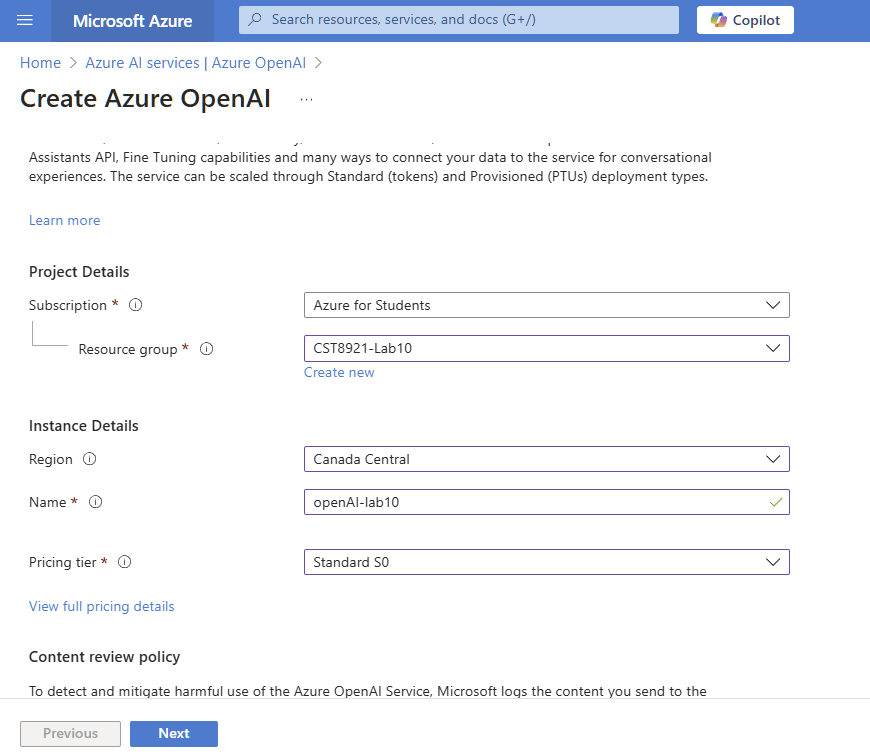 Microsoft Azure
Search resources, services, and docs (G+/)
Copilot
Home > Azure AI services | Azure OpenAI >
Create Azure OpenAI ...
Assistants API, Fine Tuning capabilities and many ways to connect your data to the service for conversational
experiences. The service can be scaled through Standard (tokens) and Provisioned (PTUs) deployment types.
Learn more
Project Details
Subscription * Azure for Students
Resource group * CST8921-Lab10
Create new
Instance Details
Region Canada Central
Name * openAI-lab10
Pricing tier * Standard S0
View full pricing details
Content review policy
To detect and mitigate harmful use of the Azure OpenAI Service, Microsoft logs the content you send to the
Previous Next